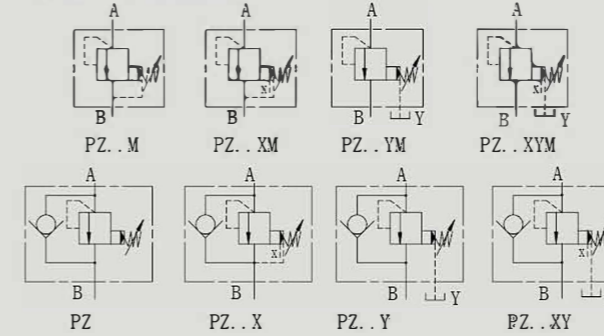 A A A A
X X
B B B Y B Y
PZ..M PZ..XM PZ..YM PZ..XYM
A A A A
X X
B B B Y B
PZ PZ..X PZ..Y PZ..XY